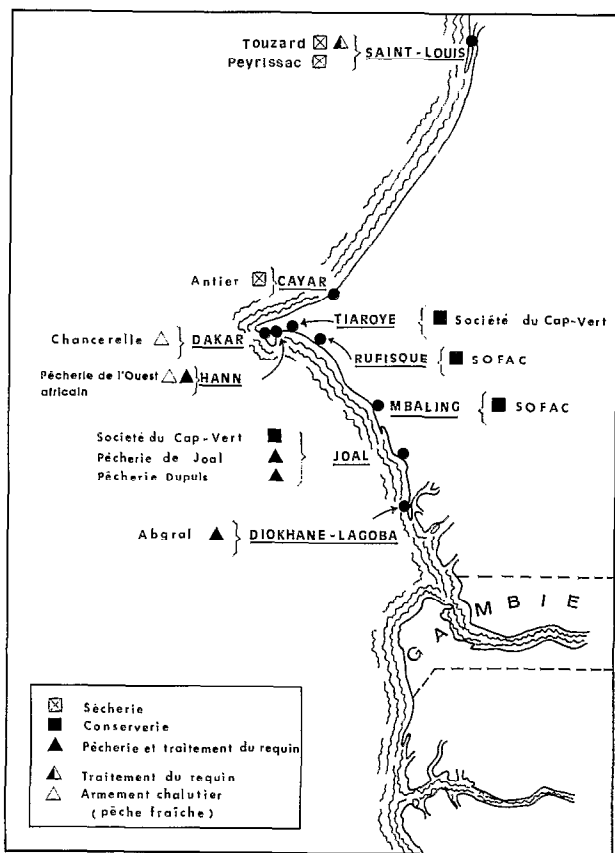 Touzard
Peyrissac
SAINT-LOUIS
Antier
CAYAR
TIAROYE
Société du Cap-Vert
Chancerelle
DAKAR
RUFISQUE
SOFAC
Pêcherie de l'Ouest
africain
HANN
MBALING
SOFAC
Societé du Cap-Vert
Pêcherie de Joal
Pêcherie Dupuis
JOAL
Abgral
DIOKHANE-LAGOBA
GAMBIE
Sècherie
Conserverie
Pêcherie et traitement du requin
Traitement du requin
Armement chalutier
(pêche fraîche)